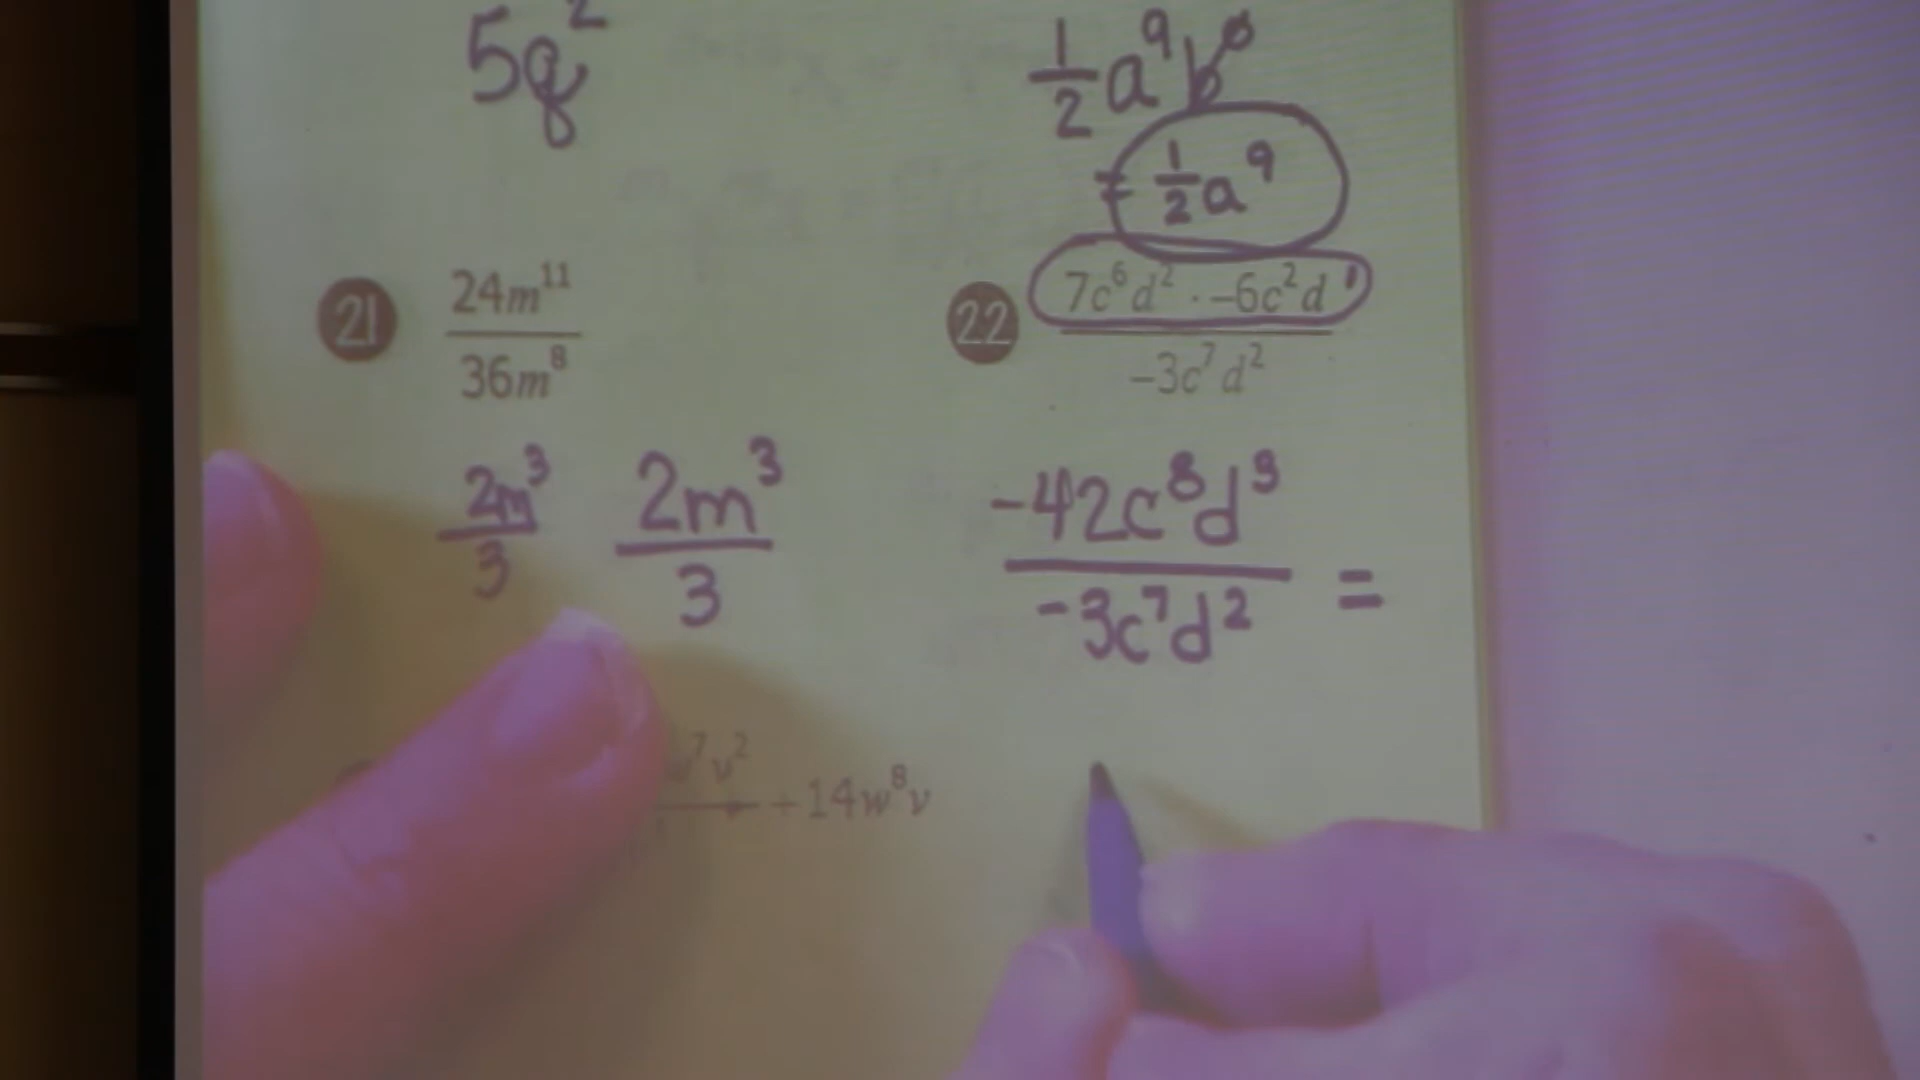 5q²
½a⁹b⁰
= ½a⁹
21 24m¹¹ / 36m⁸
22 7c⁶d² · –6c²d¹ / –3c⁷d²
2m³ / 3 2m³ / 3
-42c⁸d³ / -3c⁷d² =
⁷v² + 14w⁸v